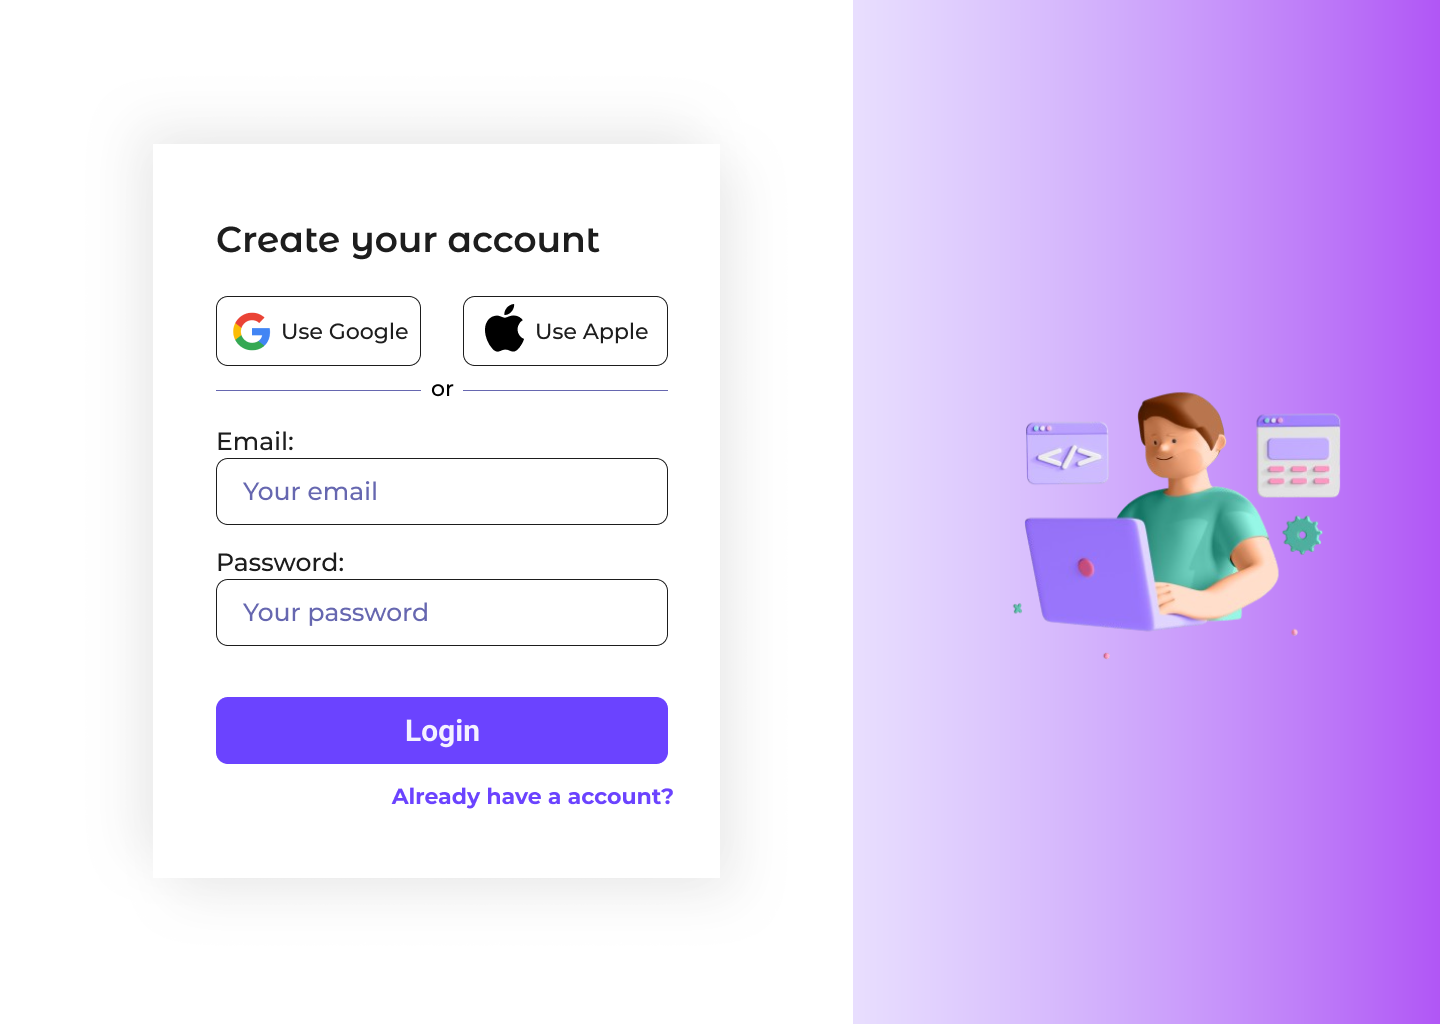 Create your account
Use Google
Use Apple
or
Email:
Your email
Password:
Your password
Login
Already have a account?
</>